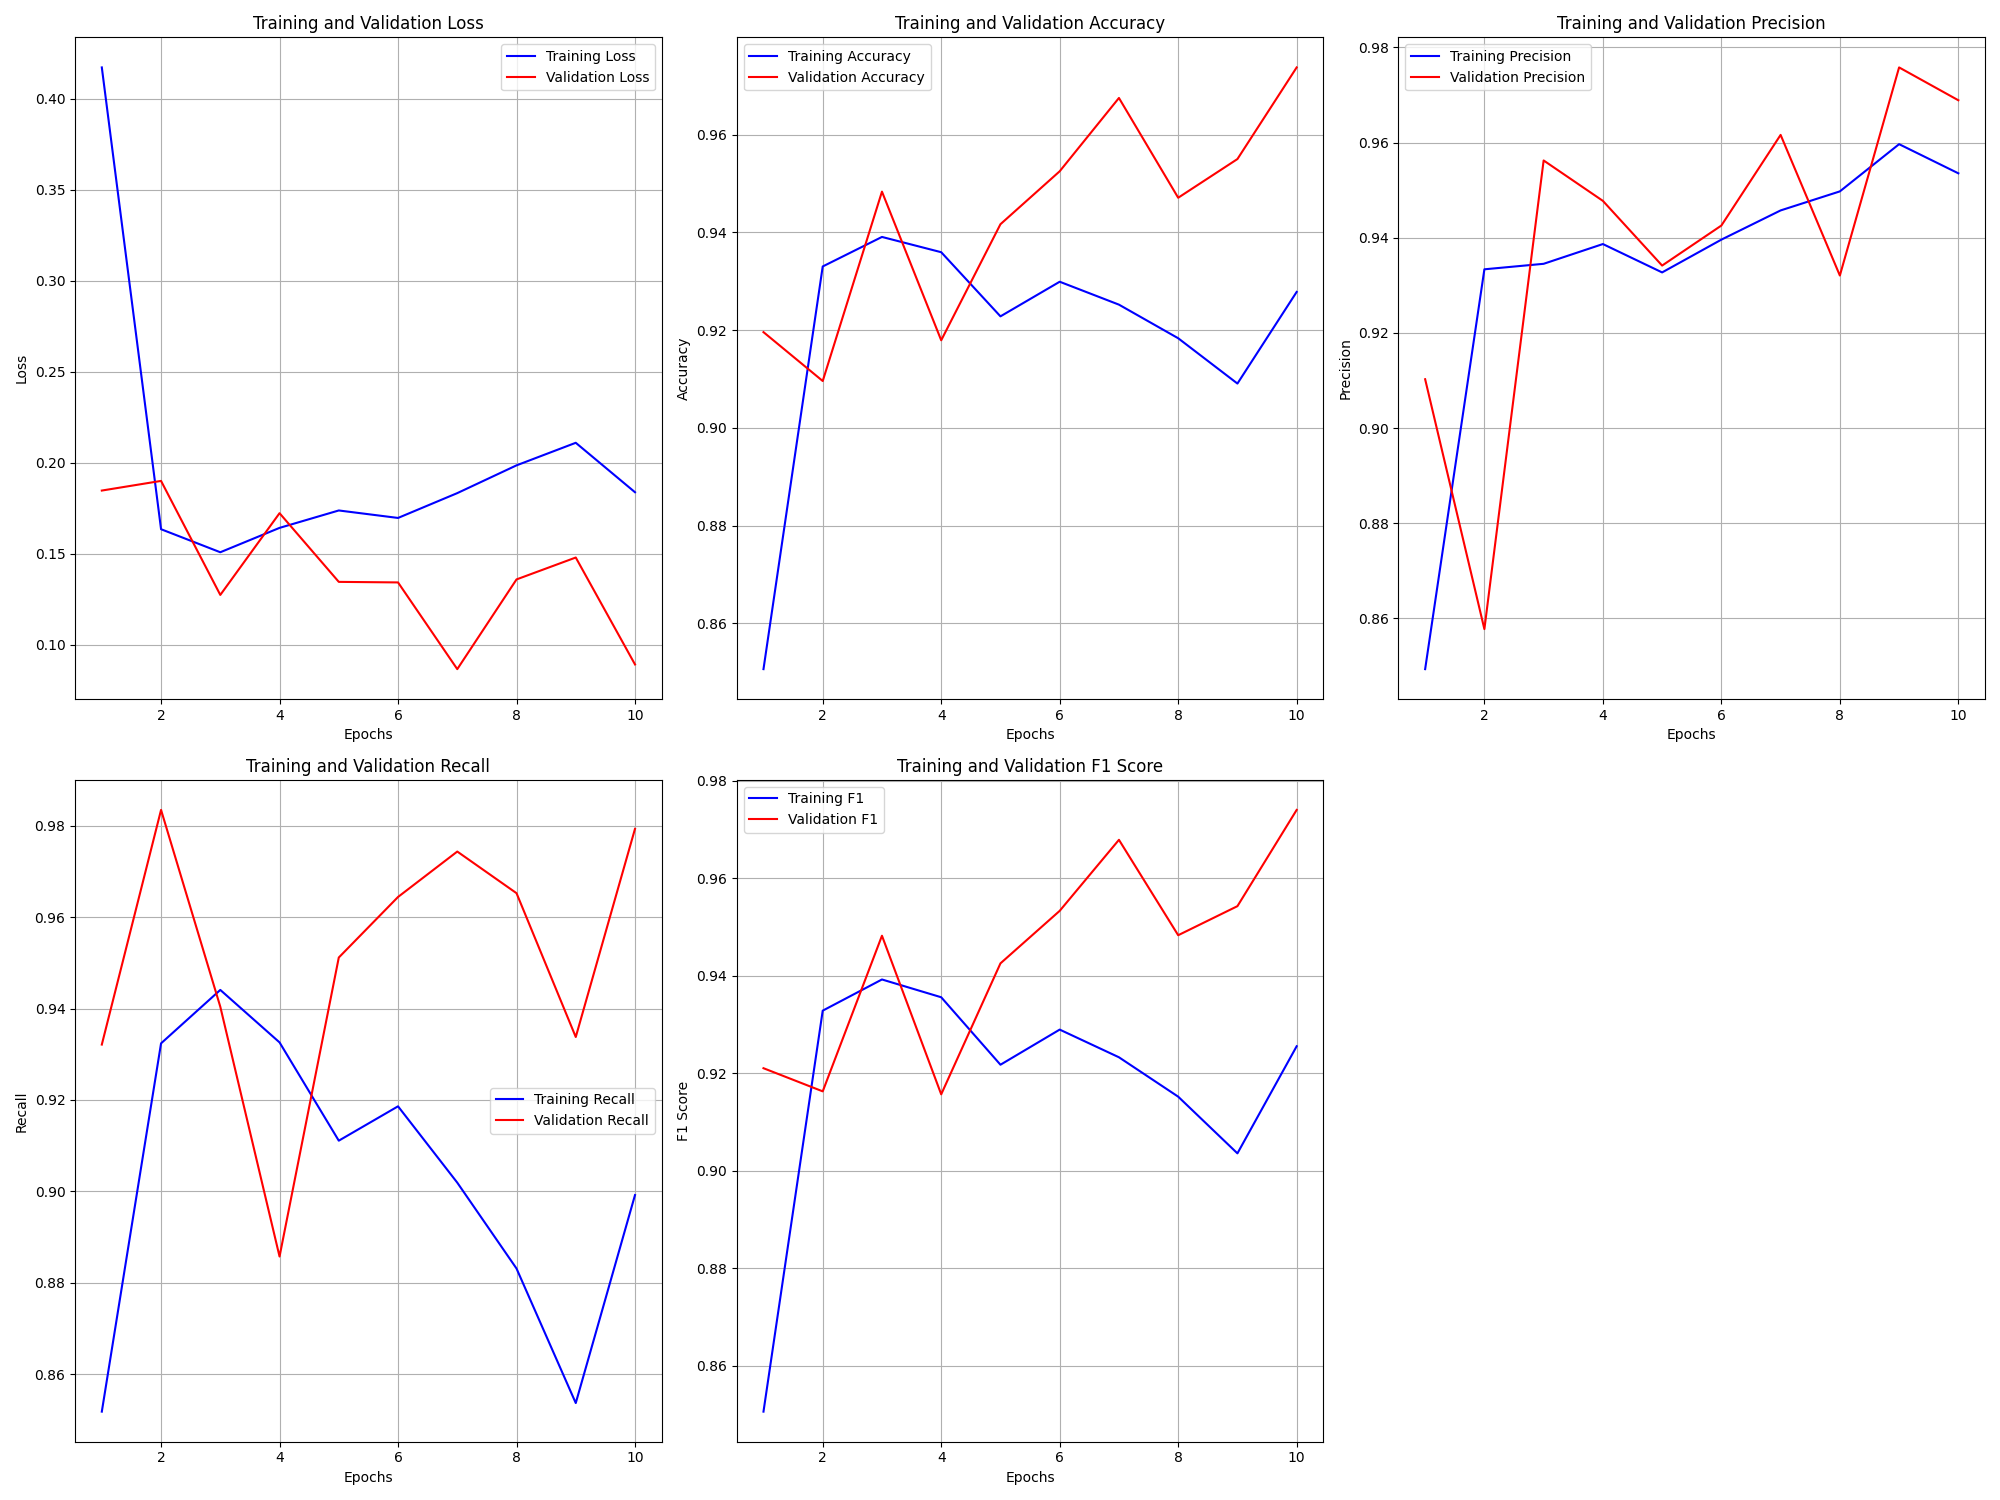 Training and Validation Loss
Training Loss
Validation Loss
0.40
0.35
0.30
0.25
0.20
0.15
0.10
Loss
2 4 6 8 10
Epochs
Training and Validation Accuracy
Training Accuracy
Validation Accuracy
0.96
0.94
0.92
0.90
0.88
0.86
Accuracy
2 4 6 8 10
Epochs
Training and Validation Precision
Training Precision
Validation Precision
0.98
0.96
0.94
0.92
0.90
0.88
0.86
Precision
2 4 6 8 10
Epochs
Training and Validation Recall
0.98
0.96
0.94
0.92
0.90
0.88
0.86
Recall
Training Recall
Validation Recall
2 4 6 8 10
Epochs
Training and Validation F1 Score
Training F1
Validation F1
0.98
0.96
0.94
0.92
0.90
0.88
0.86
F1 Score
2 4 6 8 10
Epochs